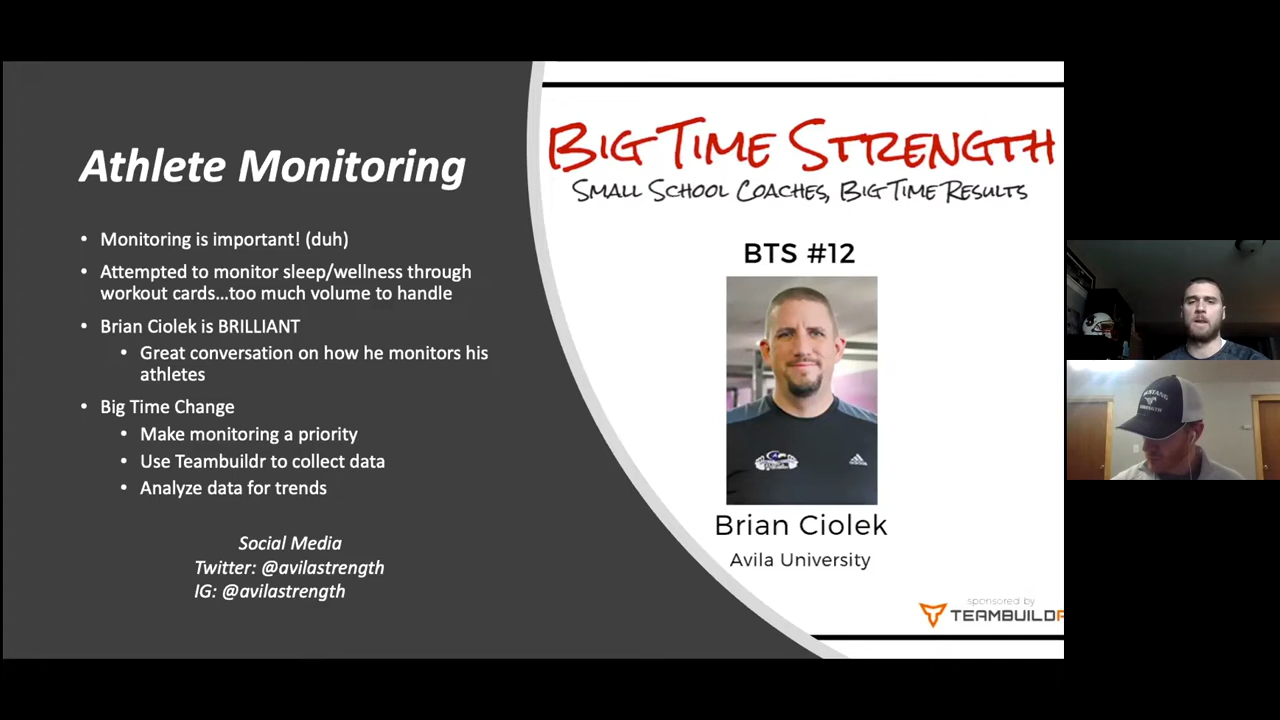 Athlete Monitoring
• Monitoring is important! (duh)
• Attempted to monitor sleep/wellness through
workout cards...too much volume to handle
• Brian Ciolek is BRILLIANT
• Great conversation on how he monitors his
athletes
• Big Time Change
• Make monitoring a priority
• Use Teambuildr to collect data
• Analyze data for trends
Social Media
Twitter: @avilastrength
IG: @avilastrength
BIG TIME STRENGTH
SMALL SCHOOL COACHES, BIG TIME RESULTS
BTS #12
Brian Ciolek
Avila University
sponsored by
TEAMBUILDR
MUSTANG
STRENGTH